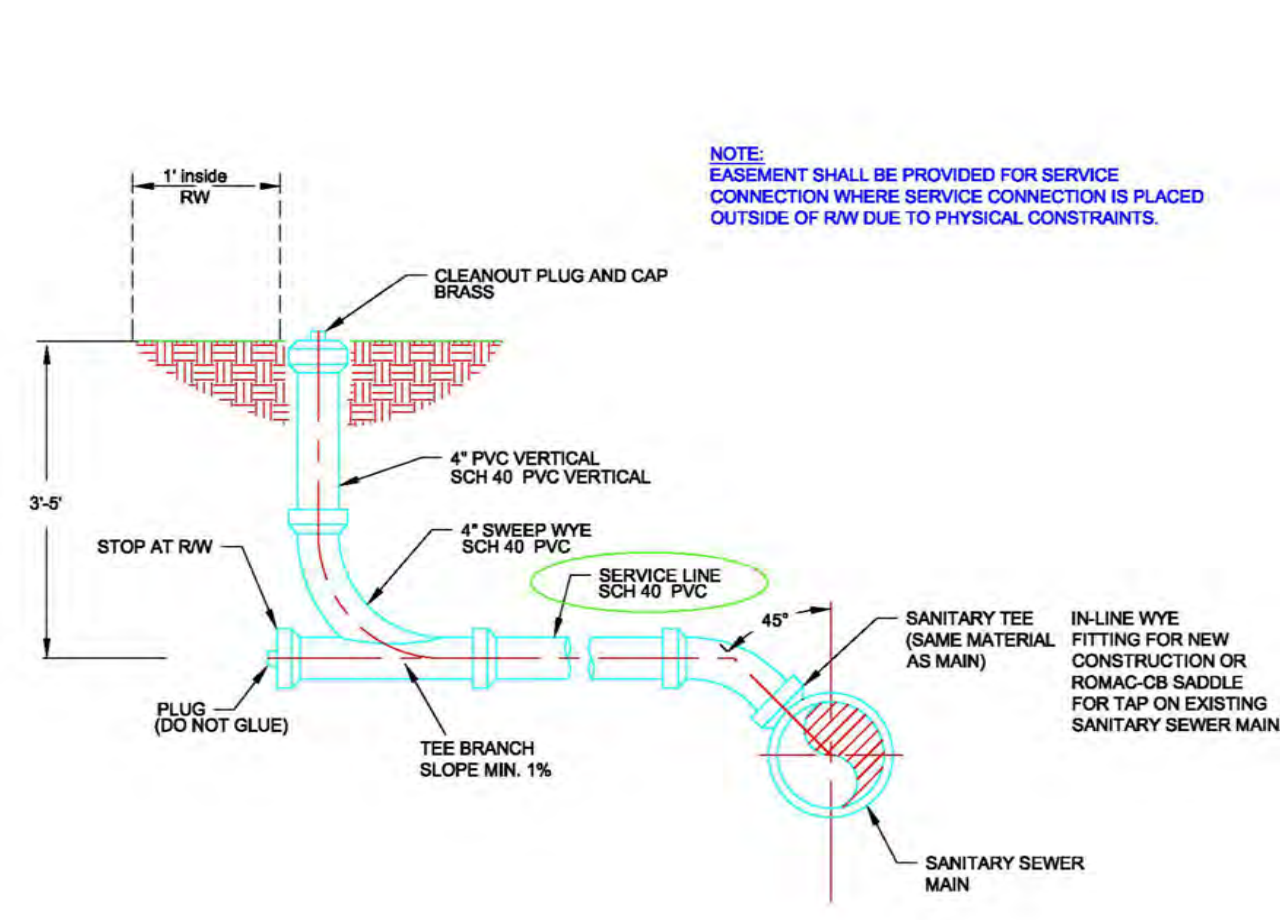 NOTE:
EASEMENT SHALL BE PROVIDED FOR SERVICE
CONNECTION WHERE SERVICE CONNECTION IS PLACED
OUTSIDE OF R/W DUE TO PHYSICAL CONSTRAINTS.
1' inside
RW
CLEANOUT PLUG AND CAP
BRASS
4" PVC VERTICAL
SCH 40 PVC VERTICAL
3'-5'
4" SWEEP WYE
SCH 40 PVC
STOP AT R/W
SERVICE LINE
SCH 40 PVC
45°
SANITARY TEE
(SAME MATERIAL
AS MAIN)
IN-LINE WYE
FITTING FOR NEW
CONSTRUCTION OR
ROMAC-CB SADDLE
FOR TAP ON EXISTING
SANITARY SEWER MAIN
PLUG
(DO NOT GLUE)
TEE BRANCH
SLOPE MIN. 1%
SANITARY SEWER
MAIN